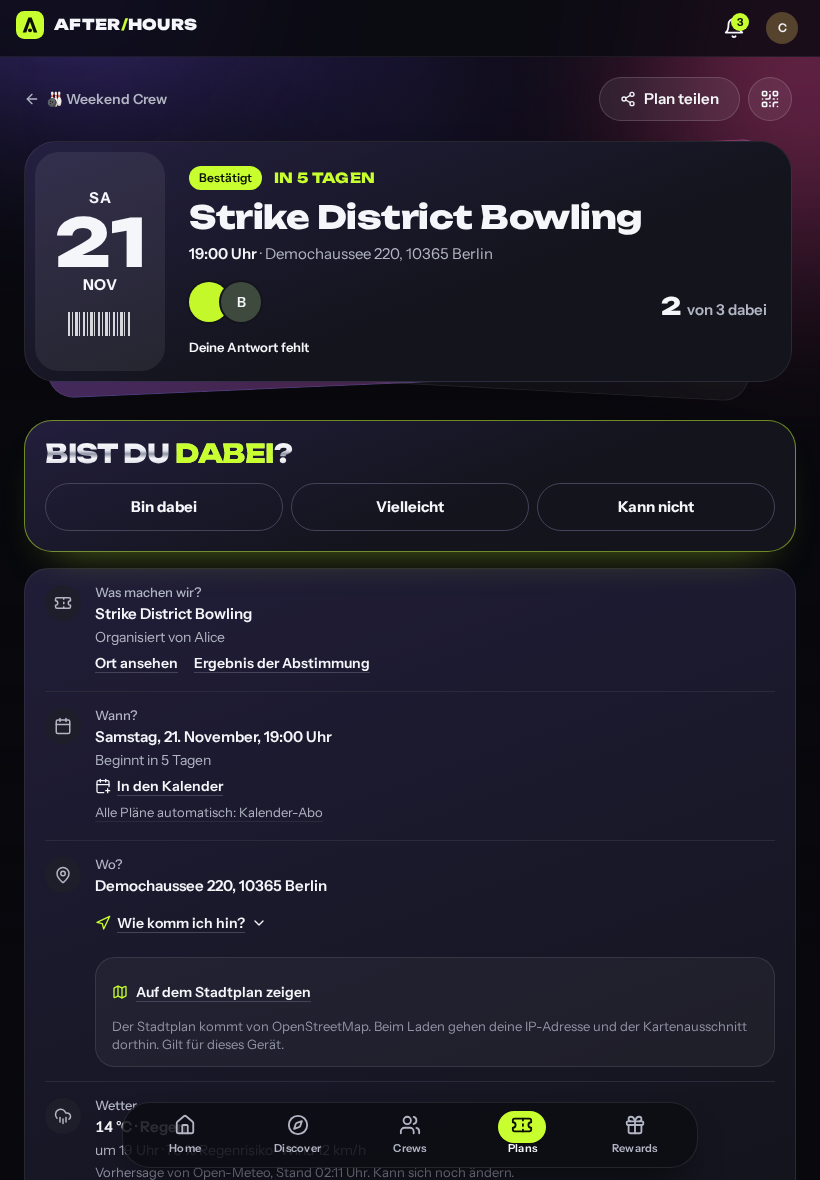 AFTER/HOURS
3
C
Weekend Crew
Plan teilen
SA
21
NOV
Bestätigt
IN 5 TAGEN
Strike District Bowling
19:00 Uhr · Demochaussee 220, 10365 Berlin
B
2 von 3 dabei
Deine Antwort fehlt
BIST DU DABEI?
Bin dabei
Vielleicht
Kann nicht
Was machen wir?
Strike District Bowling
Organisiert von Alice
Ort ansehen
Ergebnis der Abstimmung
Wann?
Samstag, 21. November, 19:00 Uhr
Beginnt in 5 Tagen
In den Kalender
Alle Pläne automatisch: Kalender-Abo
Wo?
Demochaussee 220, 10365 Berlin
Wie komm ich hin?
Auf dem Stadtplan zeigen
Der Stadtplan kommt von OpenStreetMap. Beim Laden gehen deine IP-Adresse und der Kartenausschnitt
dorthin. Gilt für dieses Gerät.
Wetter
14 °C · Regen
um 19 Uhr · Regenrisiko km/h
Vorhersage von Open-Meteo, Stand 02:11 Uhr. Kann sich noch ändern.
Home
Discover
Crews
Plans
Rewards